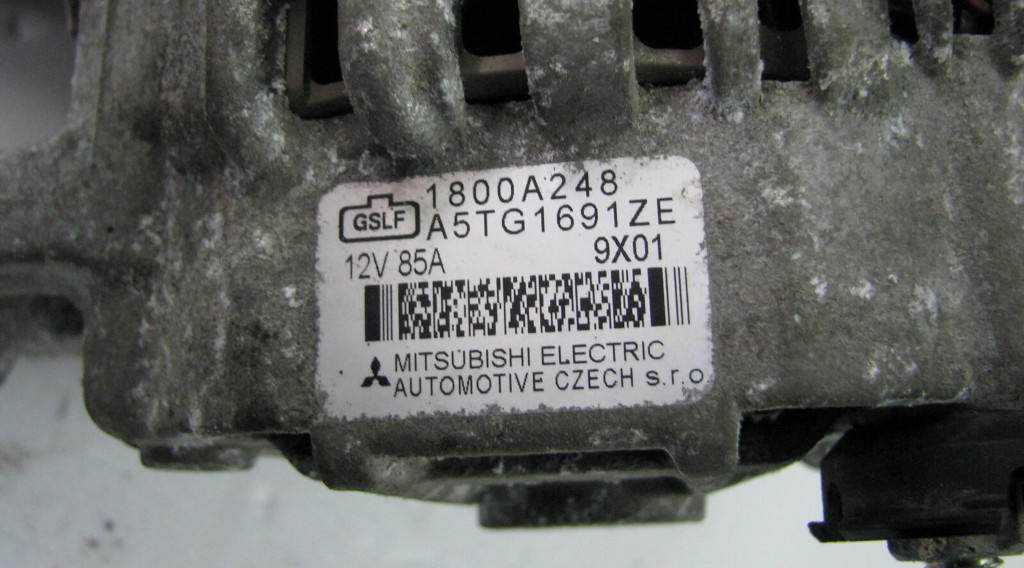 1800A248
GSLF A5TG1691ZE
12V 85A 9X01
MITSUBISHI ELECTRIC
AUTOMOTIVE CZECH s.r.o